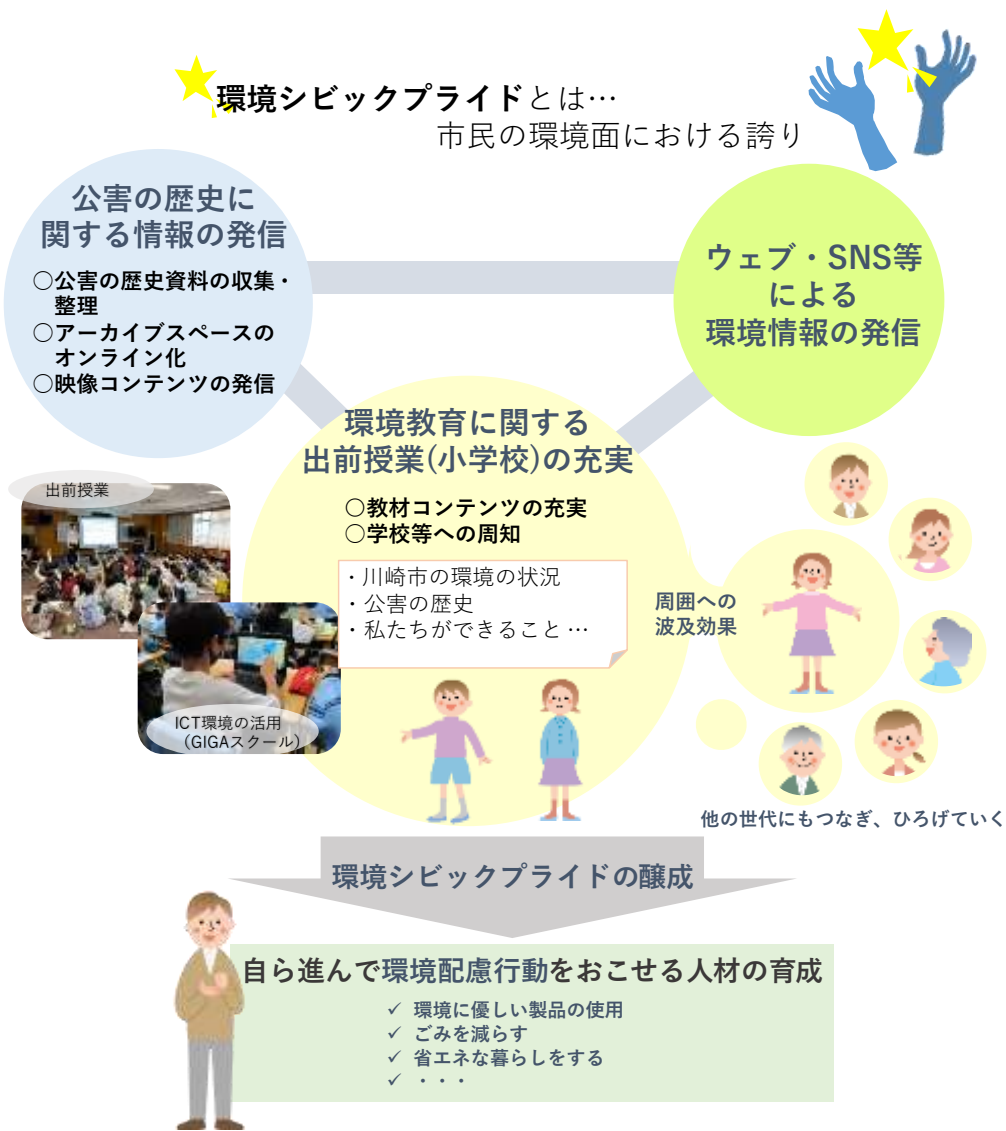 環境シビックプライドとは…
市民の環境面における誇り
公害の歴史に
関する情報の発信
○公害の歴史資料の収集・
整理
○アーカイブスペースの
オンライン化
○映像コンテンツの発信
ウェブ・SNS等
による
環境情報の発信
環境教育に関する
出前授業(小学校)の充実
○教材コンテンツの充実
○学校等への周知
・川崎市の環境の状況
・公害の歴史
・私たちができること…
出前授業
ICT環境の活用
（GIGAスクール）
周囲への
波及効果
他の世代にもつなぎ、ひろげていく
環境シビックプライドの醸成
自ら進んで環境配慮行動をおこせる人材の育成
✓ 環境に優しい製品の使用
✓ ごみを減らす
✓ 省エネな暮らしをする
✓ ・・・